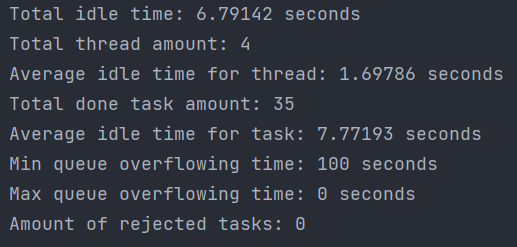 Total idle time: 6.79142 seconds
Total thread amount: 4
Average idle time for thread: 1.69786 seconds
Total done task amount: 35
Average idle time for task: 7.77193 seconds
Min queue overflowing time: 100 seconds
Max queue overflowing time: 0 seconds
Amount of rejected tasks: 0